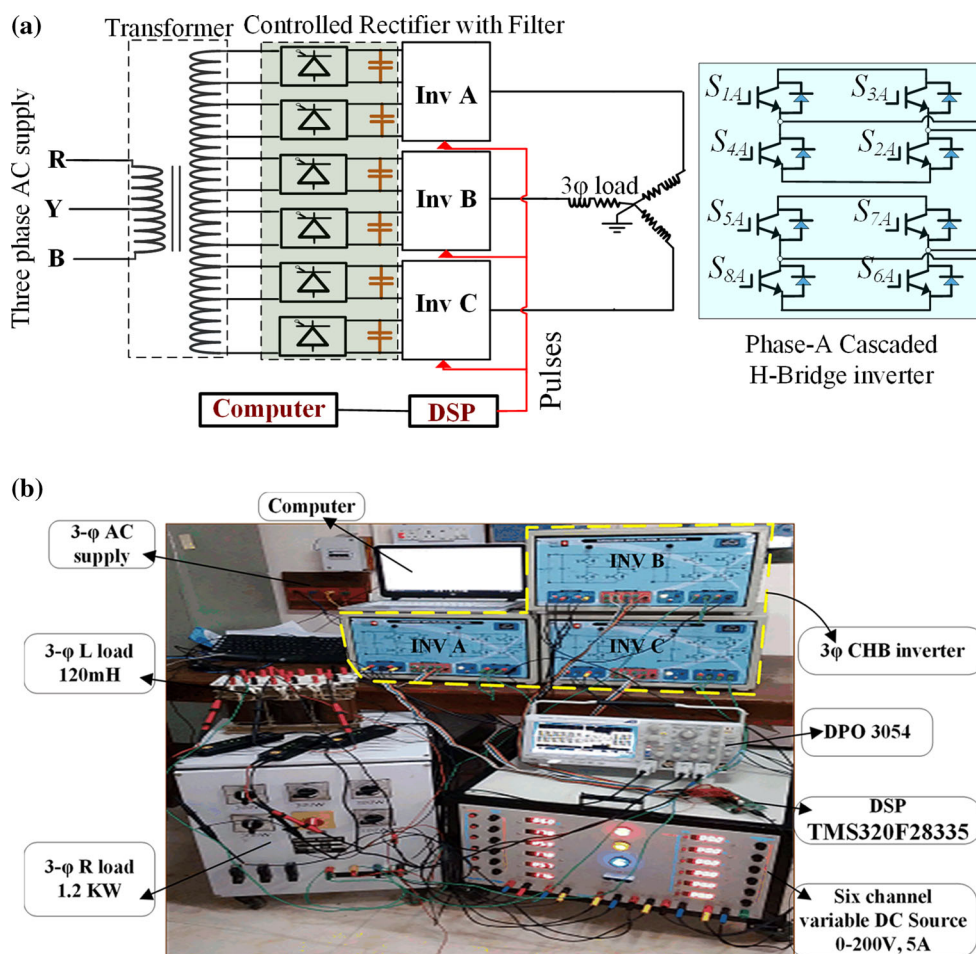 (a)
Transformer
Controlled Rectifier with Filter
Three phase AC supply
R
Y
B
Inv A
Inv B
Inv C
3φ load
Pulses
Computer
DSP
S1A
S3A
S4A
S2A
S5A
S7A
S8A
S6A
Phase-A Cascaded
H-Bridge inverter
(b)
Computer
3-φ AC
supply
INV B
3-φ L load
120mH
INV A
INV C
3φ CHB inverter
DPO 3054
DSP
TMS320F28335
3-φ R load
1.2 KW
Six channel
variable DC Source
0-200V, 5A